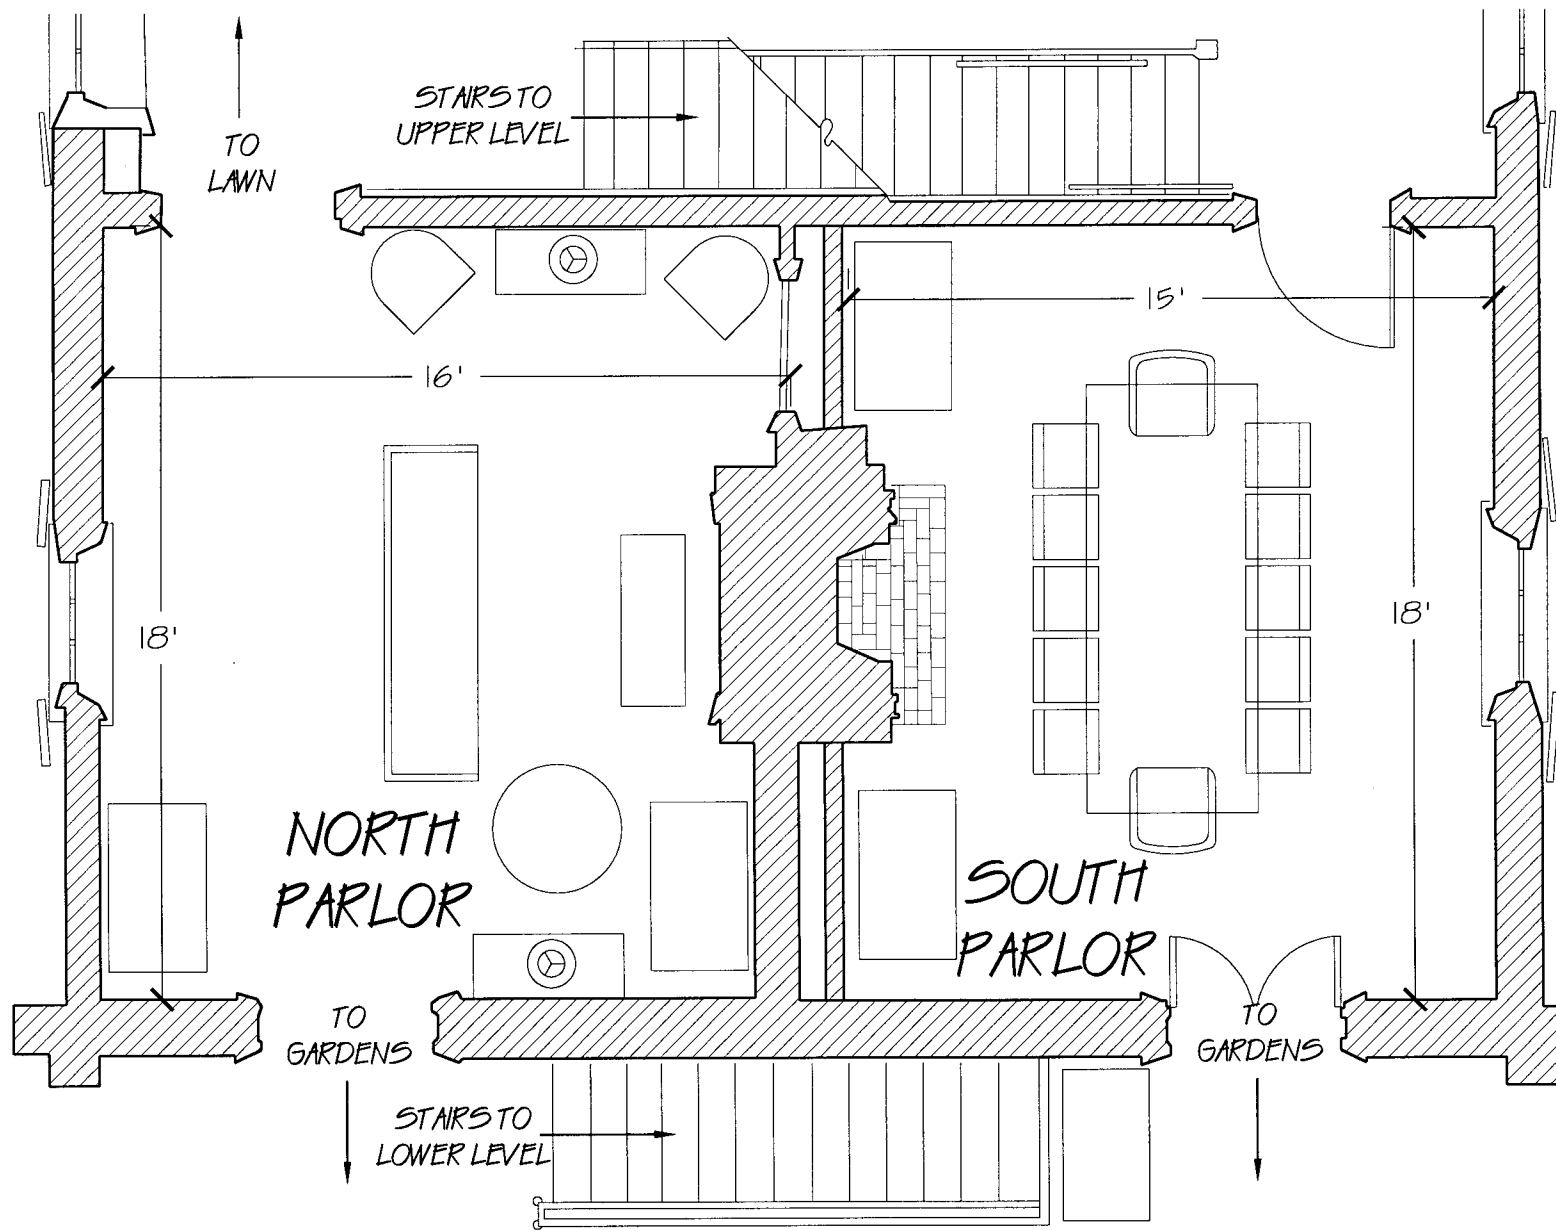 STAIRS TO
UPPER LEVEL
TO
LAWN
15'
16'
18'
18'
NORTH
PARLOR
SOUTH
PARLOR
TO
GARDENS
TO
GARDENS
STAIRS TO
LOWER LEVEL